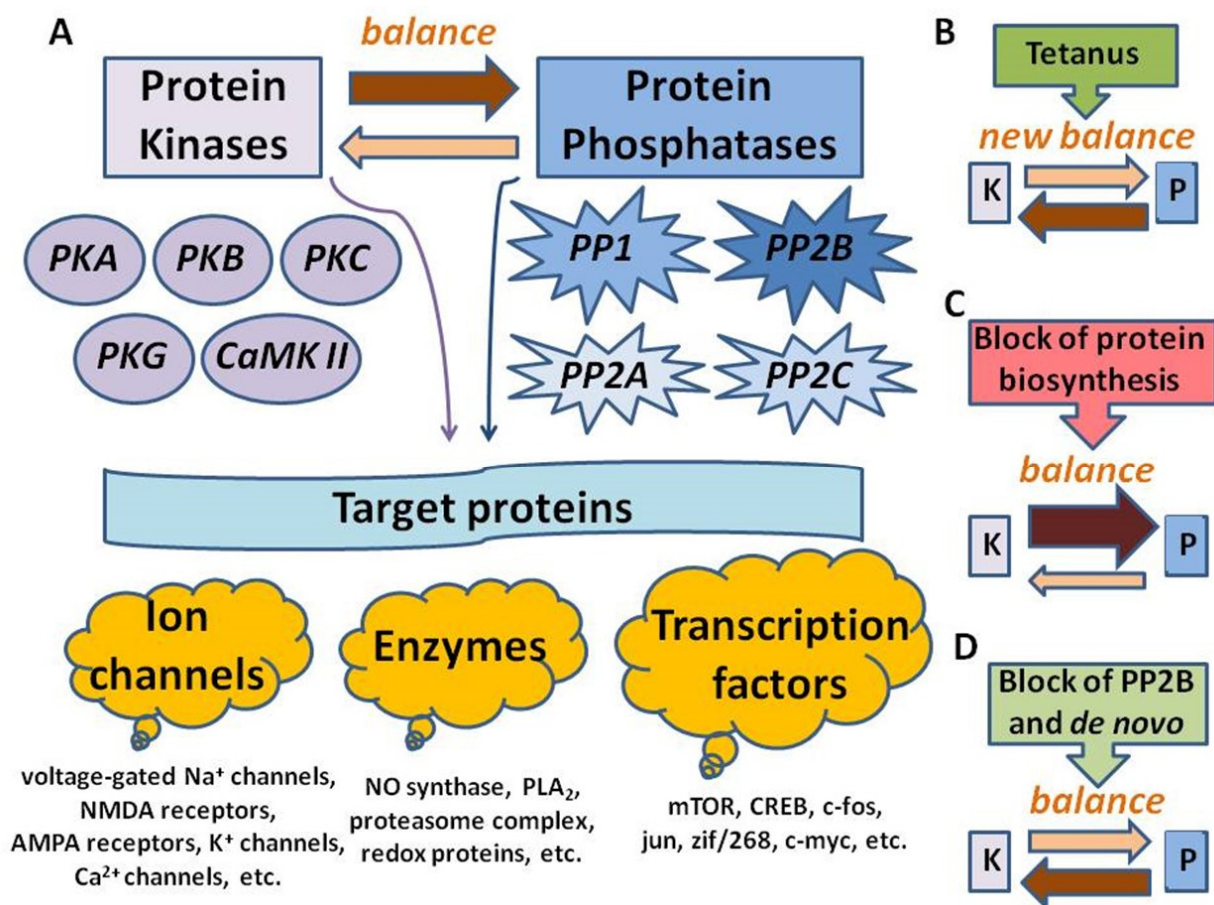 A
balance
Protein
Kinases
Protein
Phosphatases
PKA
PKB
PKC
PKG
CaMK II
PP1
PP2B
PP2A
PP2C
Target proteins
Ion
channels
Enzymes
Transcription
factors
voltage-gated Na⁺ channels,
NMDA receptors,
AMPA receptors, K⁺ channels,
Ca²⁺ channels, etc.
NO synthase, PLA₂,
proteasome complex,
redox proteins, etc.
mTOR, CREB, c-fos,
jun, zif/268, c-myc, etc.
B
Tetanus
new balance
K
P
C
Block of protein
biosynthesis
balance
K
P
D
Block of PP2B
and de novo
balance
K
P